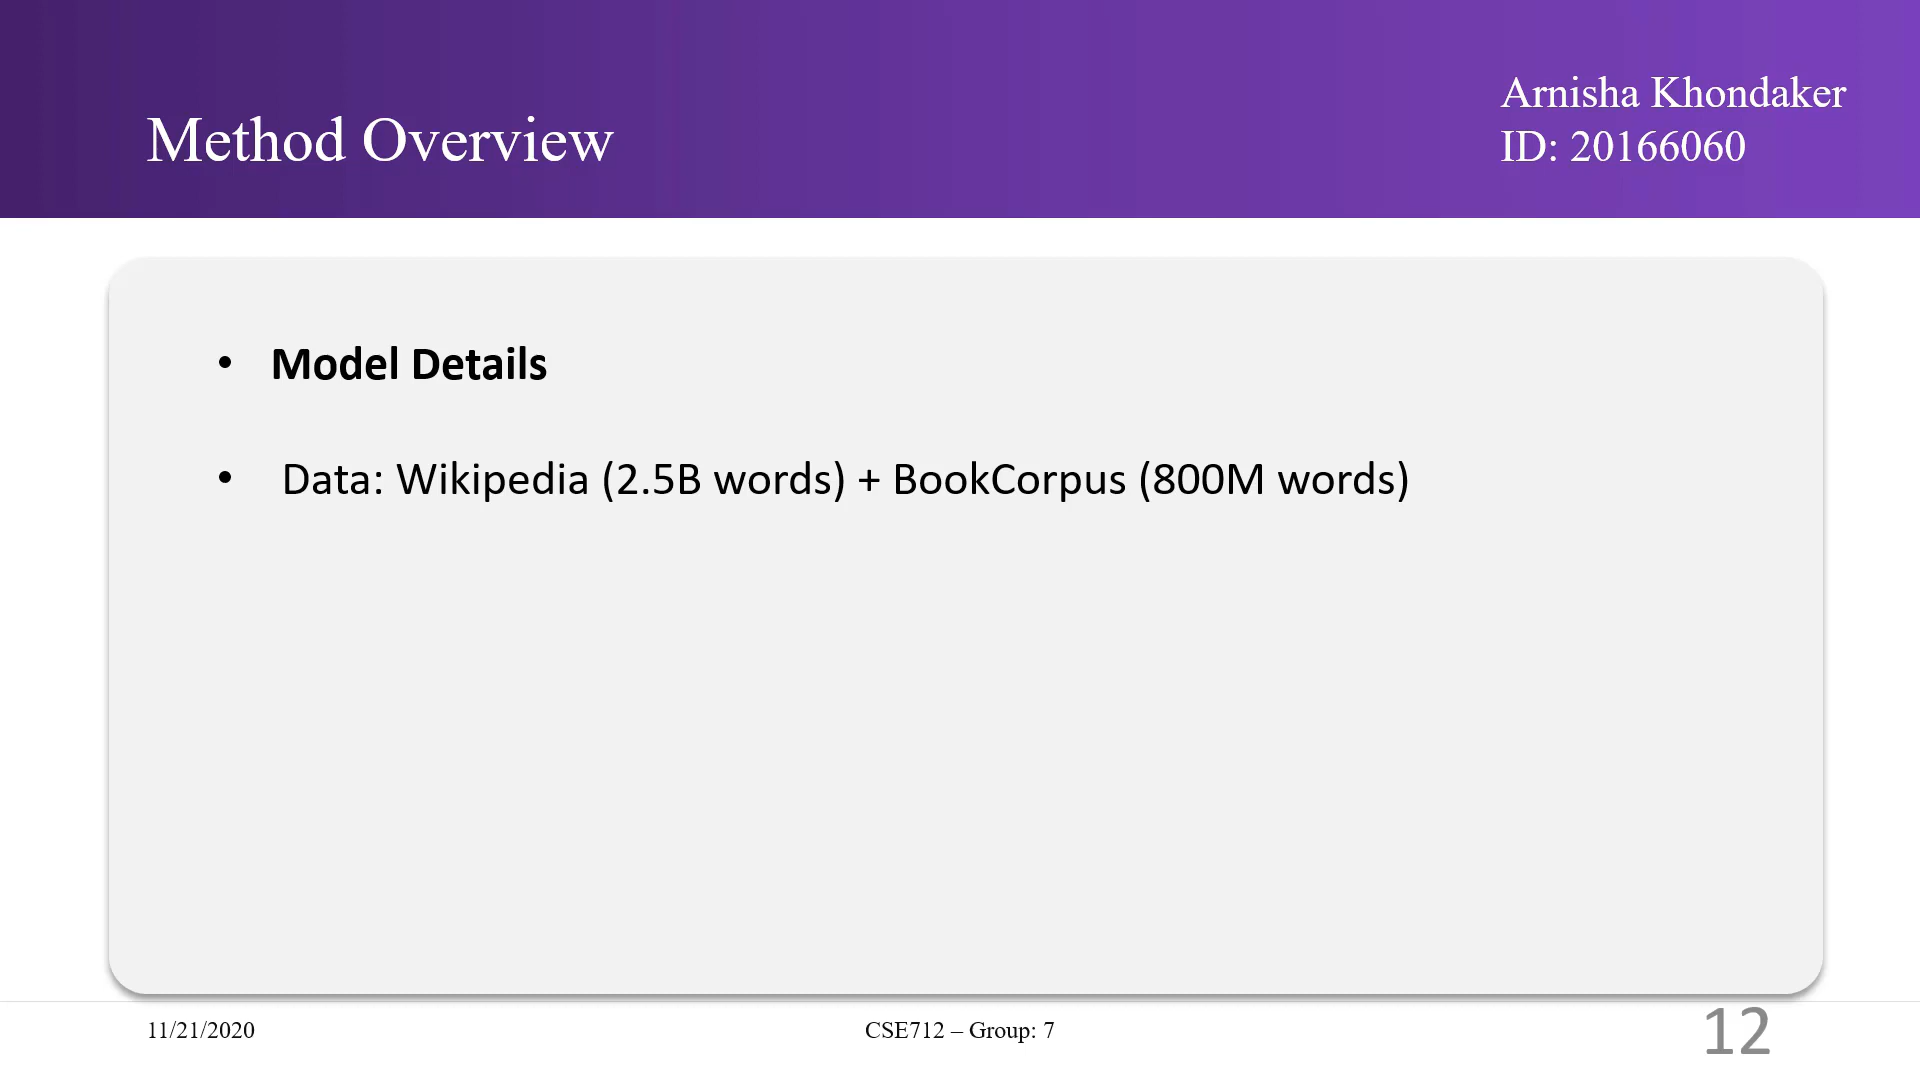 Method Overview
Arnisha Khondaker
ID: 20166060
• Model Details
• Data: Wikipedia (2.5B words) + BookCorpus (800M words)
11/21/2020
CSE712 – Group: 7
12